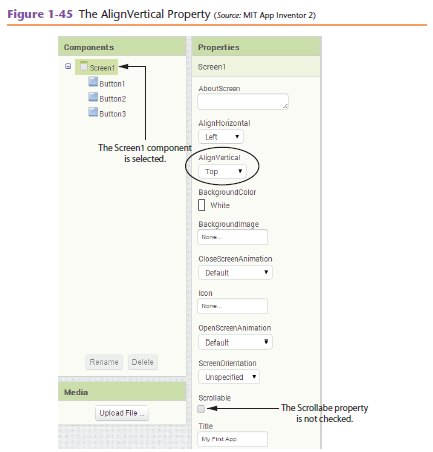 Figure 1-45 The AlignVertical Property (Source: MIT App Inventor 2)
Components
Screen1
Button1
Button2
Button3
The Screen1 component
is selected.
Rename Delete
Media
Upload File ...
Properties
Screen1
AboutScreen
AlignHorizontal
Left
AlignVertical
Top
BackgroundColor
White
BackgroundImage
None...
CloseScreenAnimation
Default
Icon
None...
OpenScreenAnimation
Default
ScreenOrientation
Unspecified
Scrollable
The Scrollabe property
is not checked.
Title
My First App